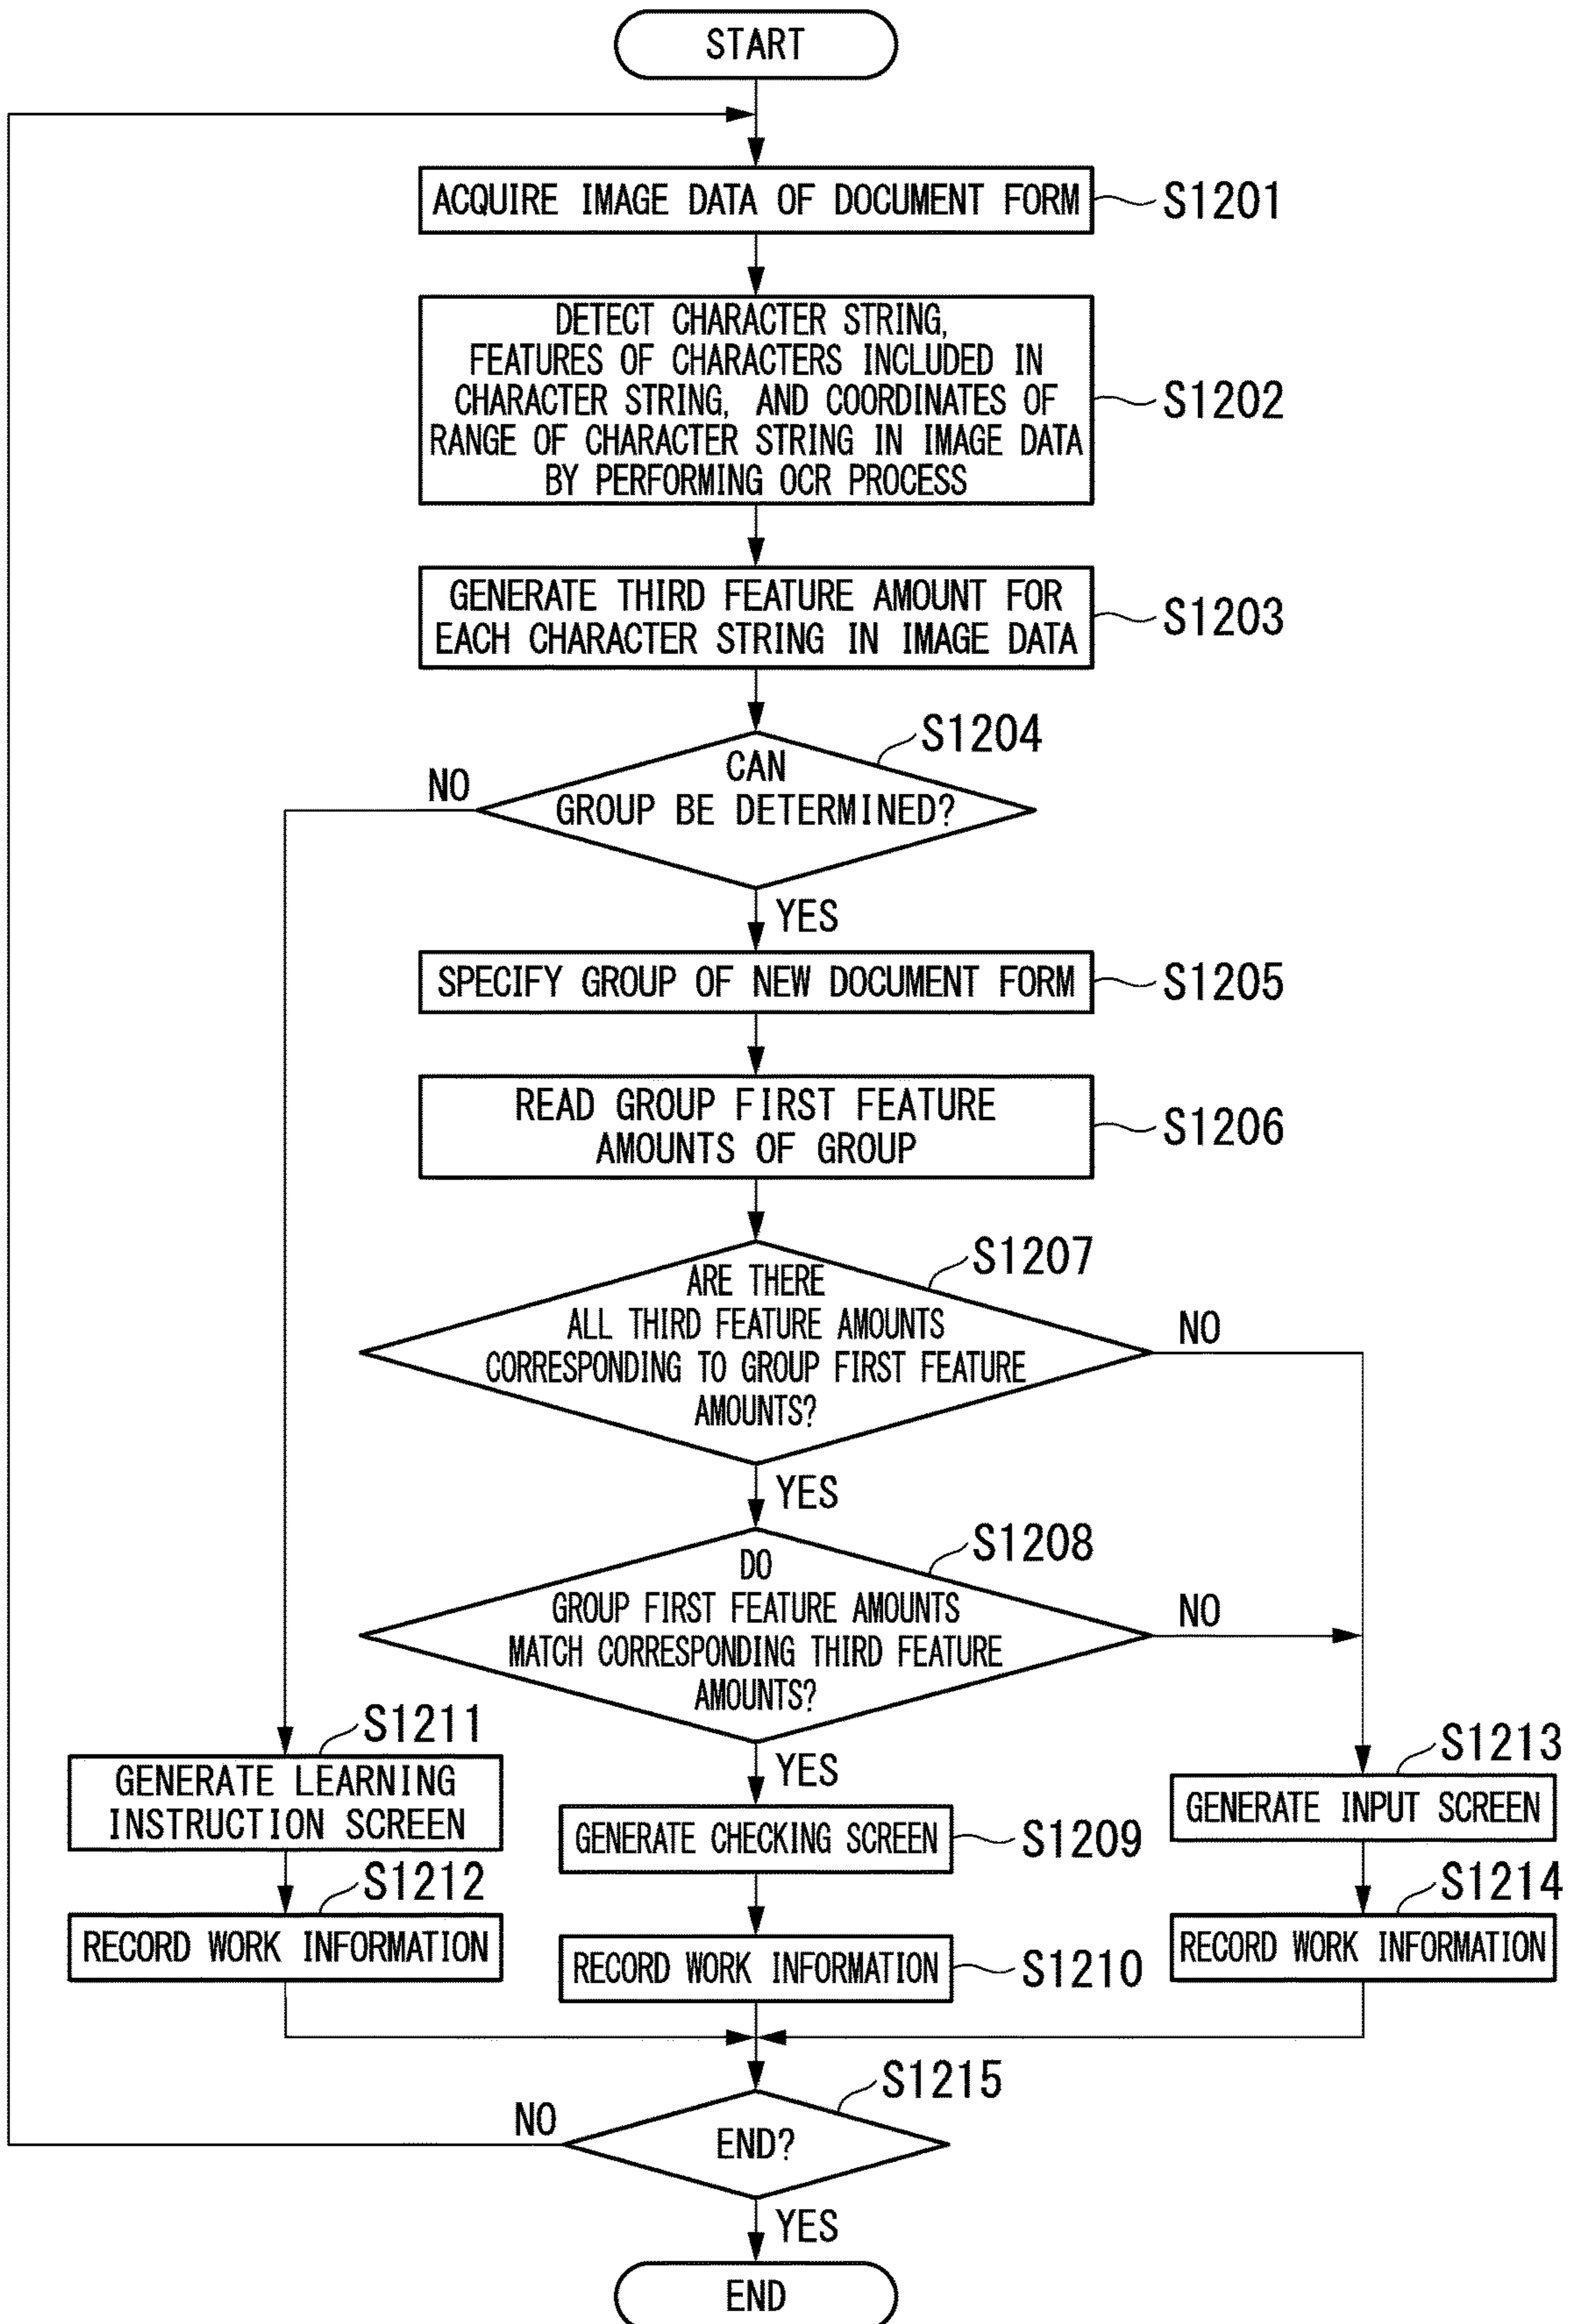 START
ACQUIRE IMAGE DATA OF DOCUMENT FORM
S1201
DETECT CHARACTER STRING,
FEATURES OF CHARACTERS INCLUDED IN
CHARACTER STRING, AND COORDINATES OF
RANGE OF CHARACTER STRING IN IMAGE DATA
BY PERFORMING OCR PROCESS
S1202
GENERATE THIRD FEATURE AMOUNT FOR
EACH CHARACTER STRING IN IMAGE DATA
S1203
S1204
CAN
GROUP BE DETERMINED?
NO
YES
SPECIFY GROUP OF NEW DOCUMENT FORM
S1205
READ GROUP FIRST FEATURE
AMOUNTS OF GROUP
S1206
S1207
ARE THERE
ALL THIRD FEATURE AMOUNTS
CORRESPONDING TO GROUP FIRST FEATURE
AMOUNTS?
NO
YES
S1208
DO
GROUP FIRST FEATURE AMOUNTS
MATCH CORRESPONDING THIRD FEATURE
AMOUNTS?
NO
YES
S1211
GENERATE LEARNING
INSTRUCTION SCREEN
S1212
RECORD WORK INFORMATION
GENERATE CHECKING SCREEN
S1209
RECORD WORK INFORMATION
S1210
S1213
GENERATE INPUT SCREEN
S1214
RECORD WORK INFORMATION
S1215
END?
NO
YES
END